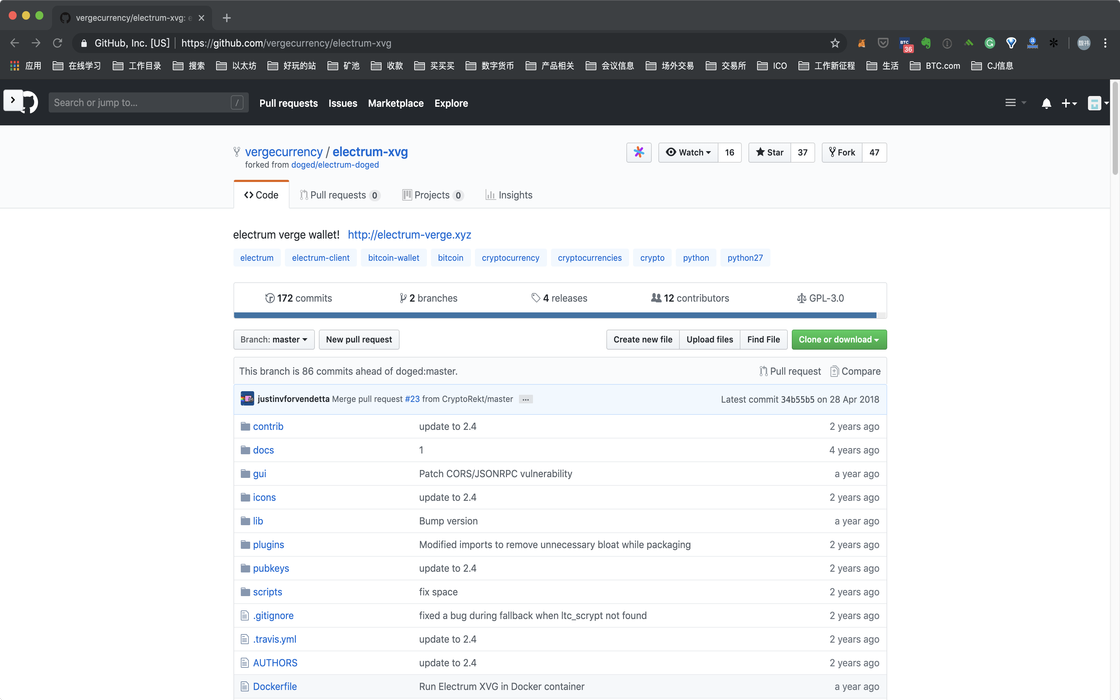 vergecurrency/electrum-xvg: e
GitHub, Inc. [US] https://github.com/vergecurrency/electrum-xvg
BTC 36
应用 在线学习 工作目录 搜索 以太坊 好玩的站 矿池 收款 买买买 数字货币 产品相关 会议信息 场外交易 交易所 ICO 工作新征程 生活 BTC.com CJ信息
Search or jump to... / Pull requests Issues Marketplace Explore
vergecurrency / electrum-xvg Watch 16 Star 37 Fork 47
forked from doged/electrum-doged
Code Pull requests 0 Projects 0 Insights
electrum verge wallet! http://electrum-verge.xyz
electrum electrum-client bitcoin-wallet bitcoin cryptocurrency cryptocurrencies crypto python python27
172 commits 2 branches 4 releases 12 contributors GPL-3.0
Branch: master New pull request Create new file Upload files Find File Clone or download
This branch is 86 commits ahead of doged:master. Pull request Compare
justinvforvendetta Merge pull request #23 from CryptoRekt/master ... Latest commit 34b55b5 on 28 Apr 2018
contrib update to 2.4 2 years ago
docs 1 4 years ago
gui Patch CORS/JSONRPC vulnerability a year ago
icons update to 2.4 2 years ago
lib Bump version a year ago
plugins Modified imports to remove unnecessary bloat while packaging 2 years ago
pubkeys update to 2.4 2 years ago
scripts fix space 2 years ago
.gitignore fixed a bug during fallback when ltc_scrypt not found 2 years ago
.travis.yml update to 2.4 2 years ago
AUTHORS update to 2.4 2 years ago
Dockerfile Run Electrum XVG in Docker container a year ago